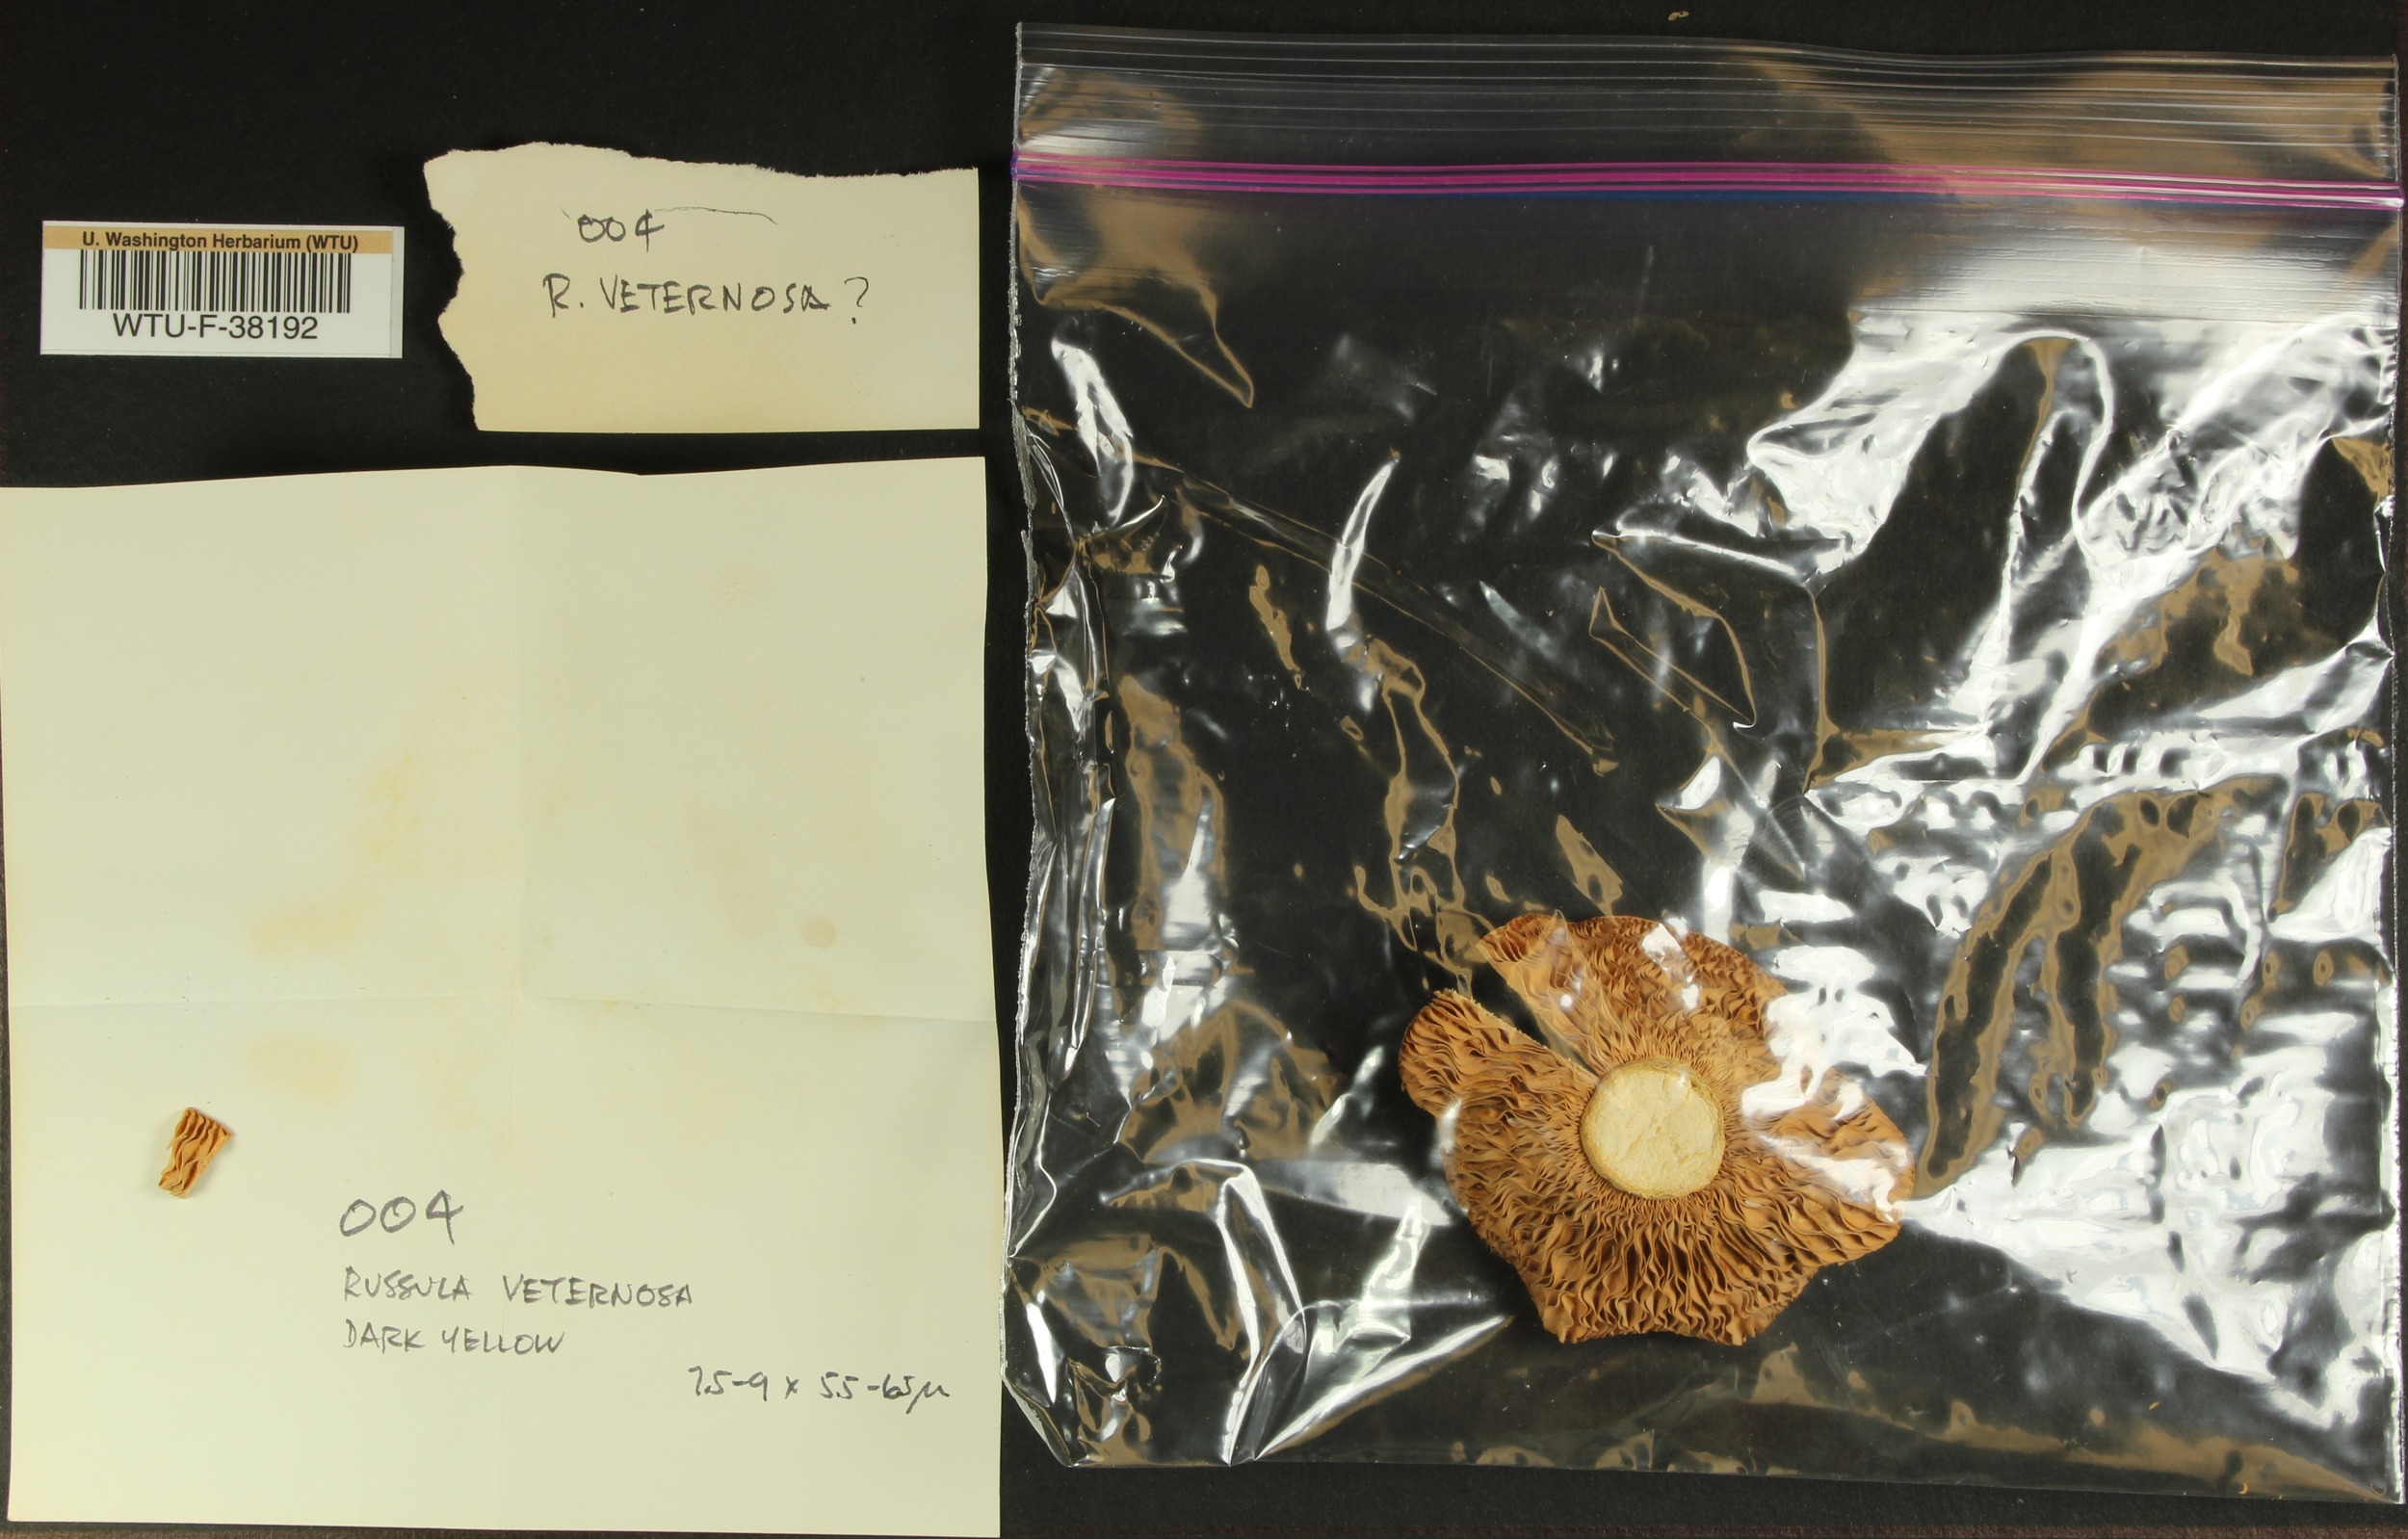 U. Washington Herbarium (WTU)
WTU-F-38192
004
R. VETERNOSA?
004
RUSSULA VETERNOSA
DARK YELLOW
7.5-9 x 5.5-6.5µ